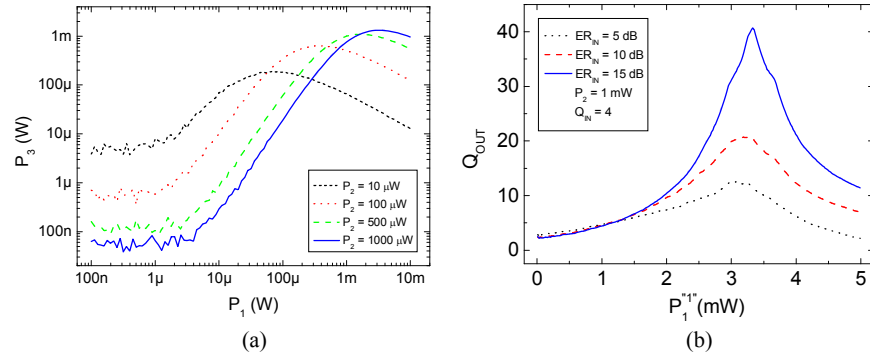 (a)
1m
100µ
10µ
1µ
100n
P3 (W)
P2 = 10 µW
P2 = 100 µW
P2 = 500 µW
P2 = 1000 µW
100n 1µ 10µ 100µ 1m 10m
P1 (W)
(a)
40
30
20
10
0
QOUT
ERIN = 5 dB
ERIN = 10 dB
ERIN = 15 dB
P2 = 1 mW
QIN = 4
0 1 2 3 4 5
P1"1"(mW)
(b)